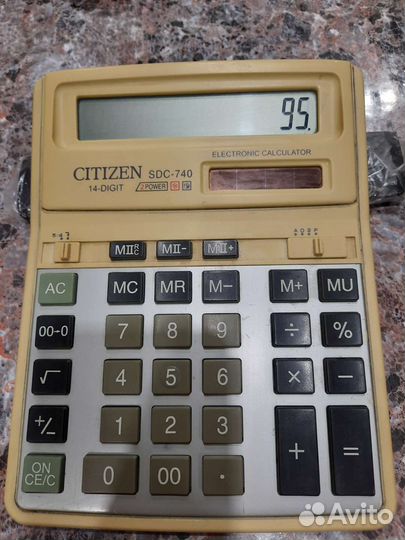 95.
ELECTRONIC CALCULATOR
CITIZEN SDC-740
14-DIGIT 2POWER
MII MII- MII+
AC MC MR M- M+ MU
00→0 7 8 9 ÷ %
√ 4 5 6 × −
+/− 1 2 3 + =
ON CE/C 0 00 ·
Avito